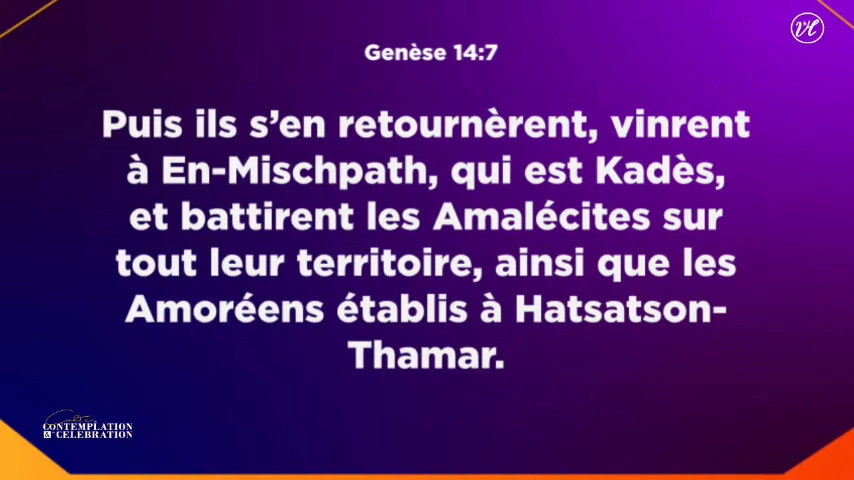 Genèse 14:7
Puis ils s’en retournèrent, vinrent
à En-Mischpath, qui est Kadès,
et battirent les Amalécites sur
tout leur territoire, ainsi que les
Amoréens établis à Hatsatson-
Thamar.
CONTEMPLATION
& CELEBRATION